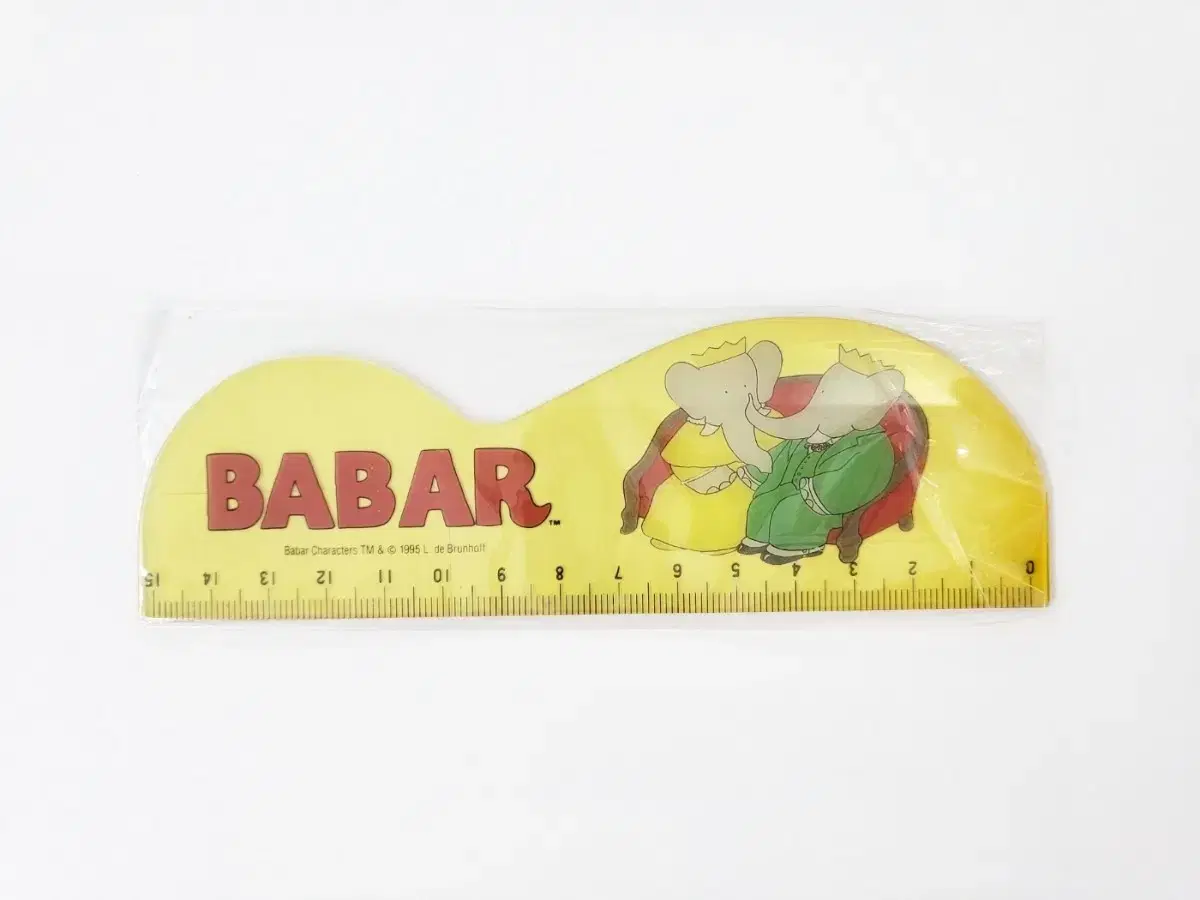 BABAR™
Babar Characters TM & © 1995 L. de Brunhoff
15 14 13 12 11 10 9 8 7 6 5 4 3 2 1 0